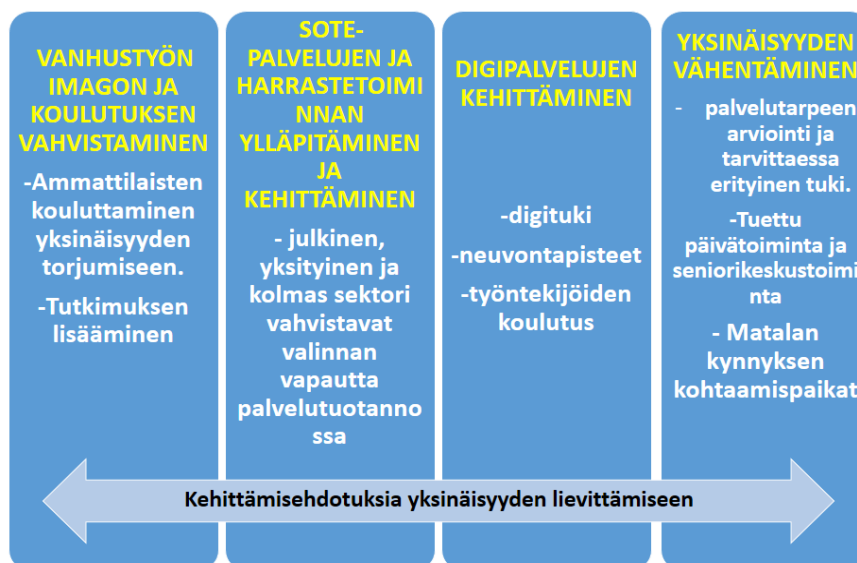 VANHUSTYÖN
IMAGON JA
KOULUTUKSEN
VAHVISTAMINEN
-Ammattilaisten
kouluttaminen
yksinäisyyden
torjumiseen.
-Tutkimuksen
lisääminen
SOTE-
PALVELUJEN JA
HARRASTETOIMI
NNAN
YLLÄPITÄMINEN
JA
KEHITTÄMINEN
- julkinen,
yksityinen ja
kolmas sektori
vahvistavat
valinnan
vapautta
palvelutuotanno
ssa
DIGIPALVELUJEN
KEHITTÄMINEN
-digituki
-neuvontapisteet
-työntekijöiden
koulutus
YKSINÄISYYDEN
VÄHENTÄMINEN
- palvelutarpeen
arviointi ja
tarvittaessa
erityinen tuki.
-Tuettu
päivätoiminta ja
seniorikeskustoimi
nta
- Matalan
kynnyksen
kohtaamispaikat
Kehittämisehdotuksia yksinäisyyden lievittämiseen